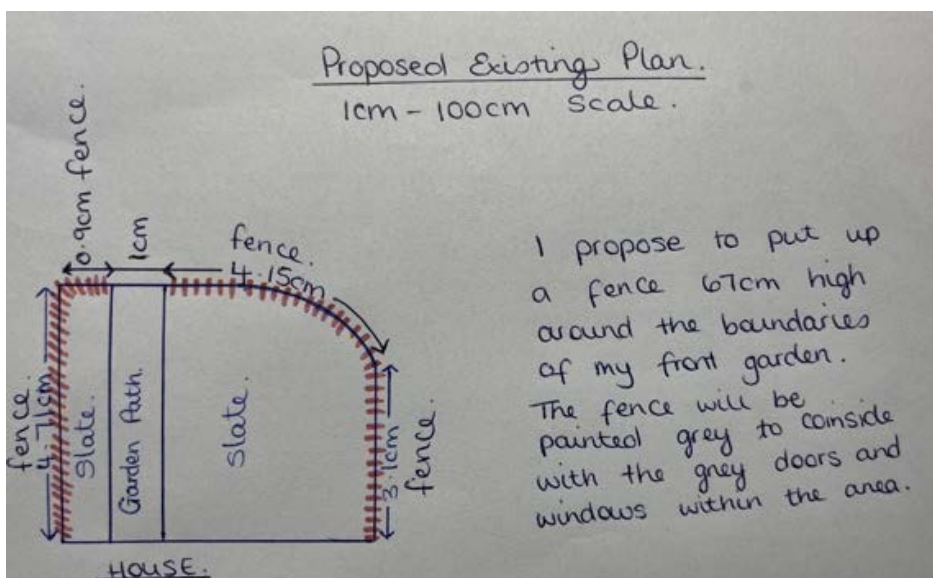 Proposed Existing Plan.
1cm - 100cm Scale.
0.9cm fence.
1cm
fence.
4.15cm
fence.
4.71cm
Slate.
Garden Path.
Slate.
3.1cm
fence.
HOUSE.
I propose to put up
a fence 67cm high
around the boundaries
of my front garden.
The fence will be
painted grey to coinside
with the grey doors and
windows within the area.